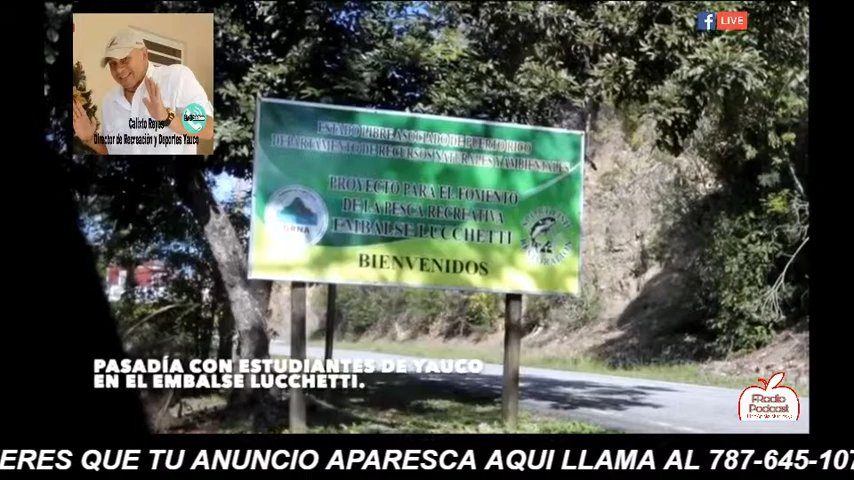 LIVE
Calixto Reyes
Director de Recreación y Deportes Yauco
ESTADO LIBRE ASOCIADO DE PUERTO RICO
DEPARTAMENTO DE RECURSOS NATURALES Y AMBIENTALES
PROYECTO PARA EL FOMENTO
DE LA PESCA RECREATIVA
EMBALSE LUCCHETTI
BIENVENIDOS
DRNA
RESTAURACION
PASADÍA CON ESTUDIANTES DE YAUCO
EN EL EMBALSE LUCCHETTI.
FRadio
Podcast
ERES QUE TU ANUNCIO APARESCA AQUI LLAMA AL 787-645-107